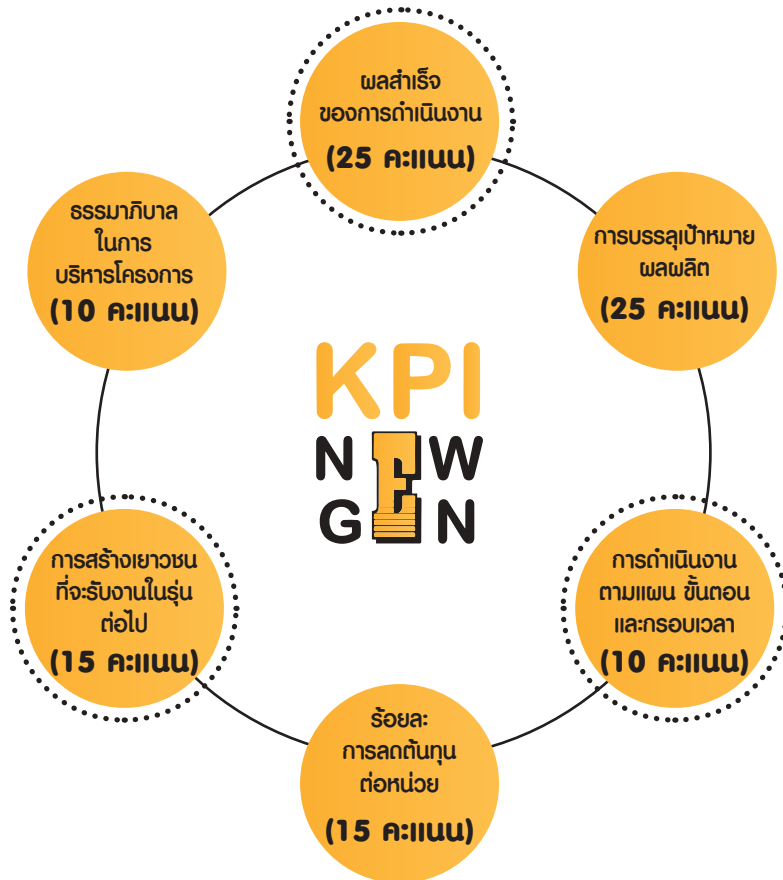 ผลสำเร็จ
ของการดำเนินงาน
(25 คะแนน)
การบรรลุเป้าหมาย
ผลผลิต
(25 คะแนน)
การดำเนินงาน
ตามแผน ขั้นตอน
และกรอบเวลา
(10 คะแนน)
ร้อยละ
การลดต้นทุน
ต่อหน่วย
(15 คะแนน)
การสร้างเยาวชน
ที่จะรับงานในรุ่น
ต่อไป
(15 คะแนน)
ธรรมาภิบาล
ในการ
บริหารโครงการ
(10 คะแนน)
KPI
NEW
GEN